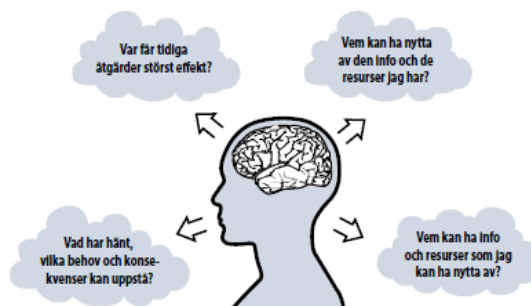 Var får tidiga
åtgärder störst effekt?
Vem kan ha nytta
av den info och de
resurser jag har?
Vad har hänt,
vilka behov och konse-
kvenser kan uppstå?
Vem kan ha info
och resurser som jag
kan ha nytta av?